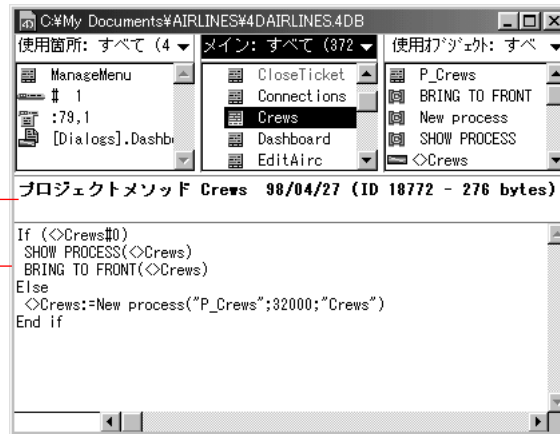 C:¥My Documents¥AIRLINES¥4DAIRLINES.4DB
使用箇所: すべて (4
メイン: すべて (372
使用ｵﾌﾞｼﾞｪｸﾄ: すべ
ManageMenu
# 1
:79,1
[Dialogs].Dashb
CloseTicket
Connections
Crews
Dashboard
EditAirc
P_Crews
BRING TO FRONT
New process
SHOW PROCESS
<>Crews
プロジェクトメソッド Crews 98/04/27 (ID 18772 - 276 bytes)
If (<>Crews#0)
SHOW PROCESS(<>Crews)
BRING TO FRONT(<>Crews)
Else
<>Crews:=New process("P_Crews";32000;"Crews")
End if